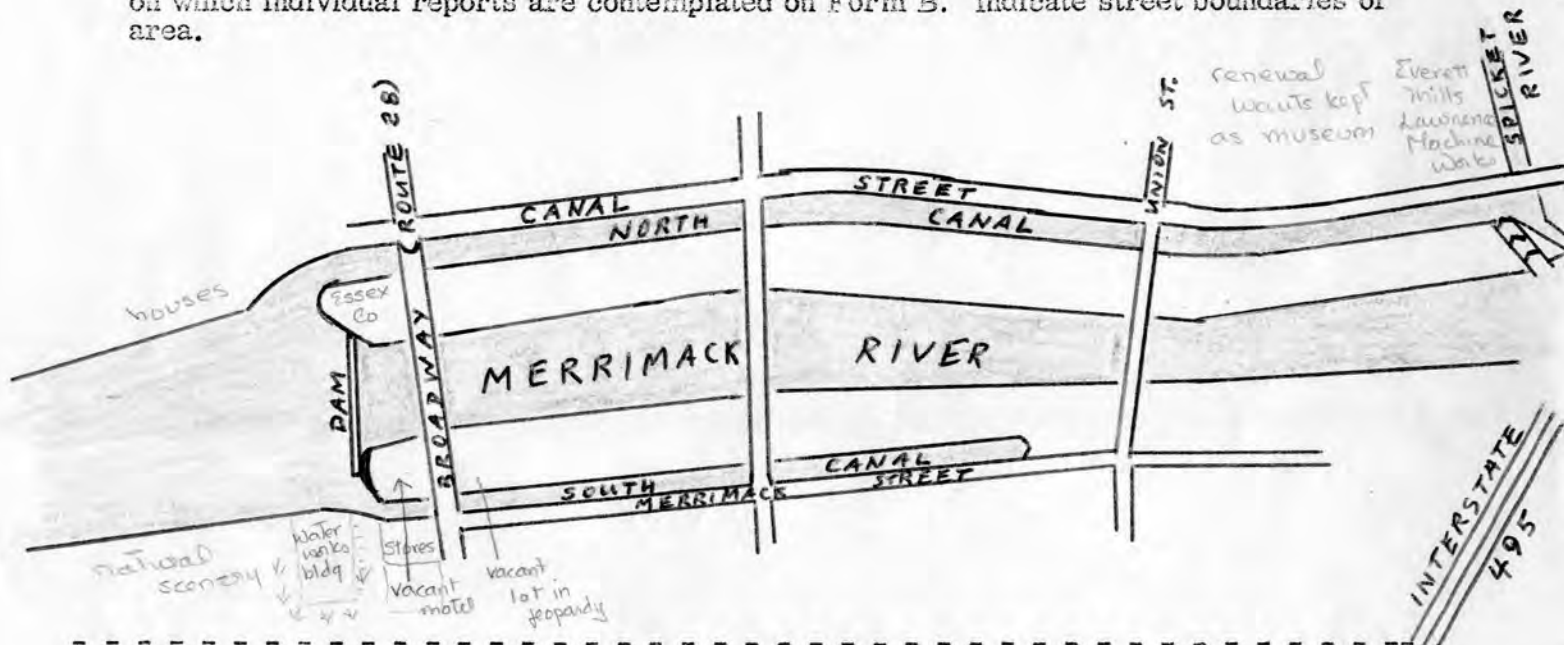 on which individual reports are contemplated on Form B. Indicate street boundaries of
area.
(ROUTE 28)
UNION ST.
renewal
wants kept
as museum
Everett
Mills
Lawrence
Machine
Works
SPICKET
RIVER
CANAL
STREET
NORTH
CANAL
houses
Essex
Co
DAM
BROADWAY
MERRIMACK
RIVER
SOUTH
CANAL
MERRIMACK
STREET
natural
scenery
Water
works
bldg
Stores
vacant
motel
vacant
lot in
jeopardy
INTERSTATE
495